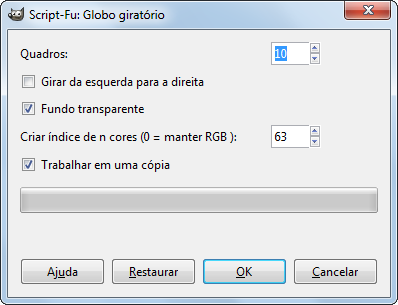 Script-Fu: Globo giratório
Quadros: 10
Girar da esquerda para a direita
Fundo transparente
Criar índice de n cores (0 = manter RGB ): 63
Trabalhar em uma cópia
Ajuda Restaurar OK Cancelar